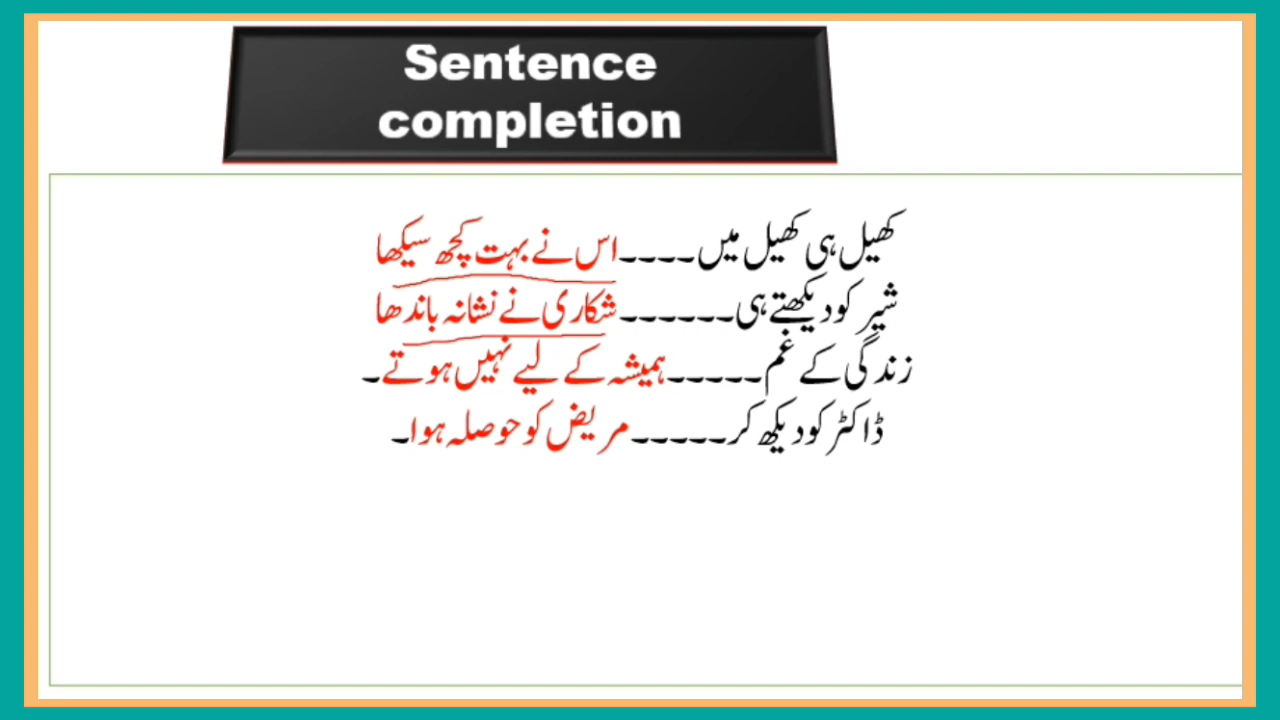 Sentence
completion
کھیل ہی کھیل میں۔۔۔۔اس نے بہت کچھ سیکھا
شیر کو دیکھتے ہی۔۔۔۔۔۔شکاری نے نشانہ باندھا
زندگی کے غم۔۔۔۔۔ہمیشہ کے لیے نہیں ہوتے۔
ڈاکٹر کو دیکھ کر۔۔۔۔۔مریض کو حوصلہ ہوا۔